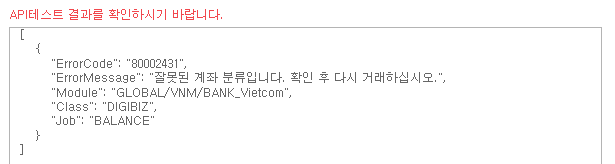 API테스트 결과를 확인하시기 바랍니다.
[
{
"ErrorCode": "80002431",
"ErrorMessage": "잘못된 계좌 분류입니다. 확인 후 다시 거래하십시오.",
"Module": "GLOBAL/VNM/BANK_Vietcom",
"Class": "DIGIBIZ",
"Job": "BALANCE"
}
]